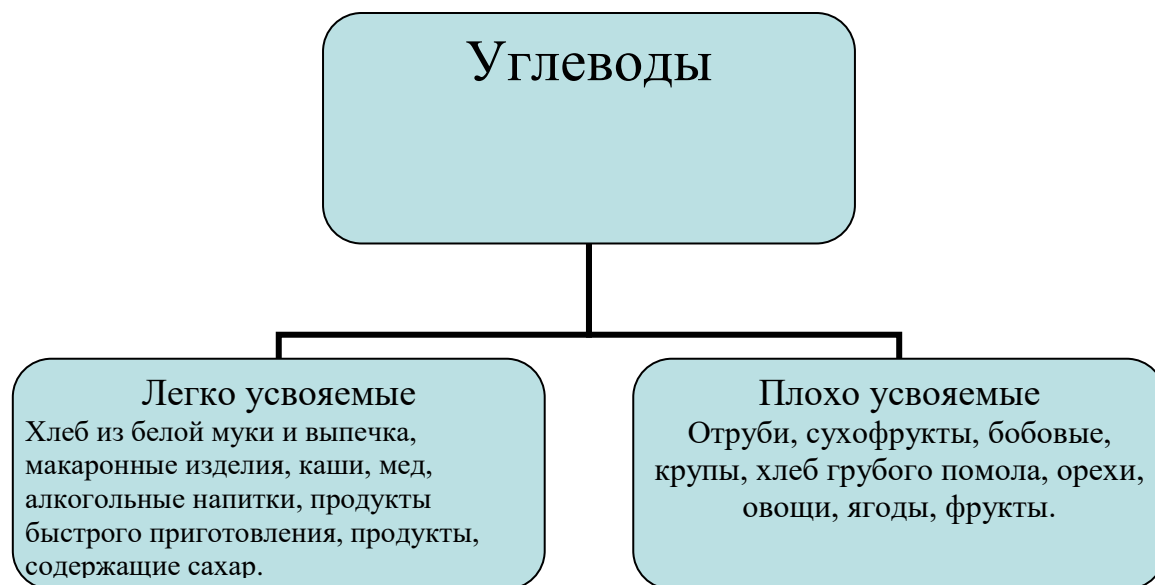 Углеводы
Легко усвояемые
Хлеб из белой муки и выпечка,
макаронные изделия, каши, мед,
алкогольные напитки, продукты
быстрого приготовления, продукты,
содержащие сахар.
Плохо усвояемые
Отруби, сухофрукты, бобовые,
крупы, хлеб грубого помола, орехи,
овощи, ягоды, фрукты.